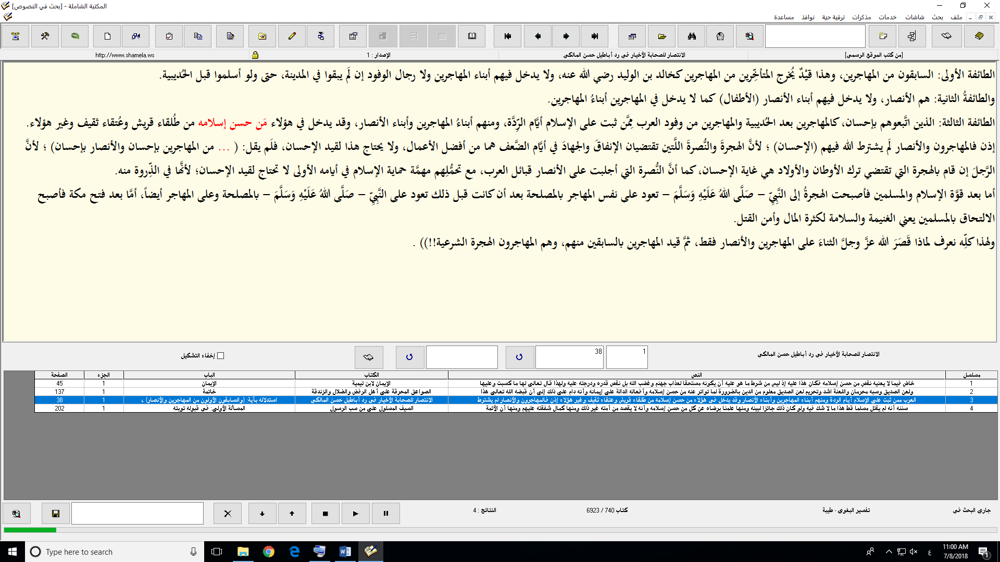 المكتبة الشاملة - [بحث في النصوص]
ملف بحث شاشات خدمات مذكرات ترقية حية نوافذ مساعدة
[من كتب الموقع الرسمي] الانتصار للصحابة الأخيار في رد أباطيل حسن المالكي الإصدار : 1 http://www.shamela.ws
الطائفة الأولى: السابقون من المهاجرين، وهذا قيْدٌ يُخرج المتأخِّرين من المهاجرين كخالد بن الوليد رضي الله عنه، ولا يدخل فيهم أبناء المهاجرين ولا رجال الوفود إن لَم يبقوا في المدينة، حتى ولو أسلموا قبل الحُديبية.
والطائفةُ الثانية: هم الأنصار، ولا يدخل فيهم أبناء الأنصار (الأطفال) كما لا يدخل في المهاجرين أبناءُ المهاجرين.
الطائفة الثالثة: الذين اتَّبعوهم بإحسان، كالمهاجرين بعد الحُديبية والمهاجرين من وفود العرب مِمَّن ثبت على الإسلام أيَّام الرِّدَّة، ومنهم أبناءُ المهاجرين وأبناء الأنصار، وقد يدخل في هؤلاء مَن حسن إسلامه من طُلقاء قريش وعُتقاء ثقيف وغير هؤلاء.
إذن فالمهاجرون والأنصار لَم يشترط الله فيهم (الإحسان) ؛ لأنَّ الهجرةَ والنُّصرةَ اللَّتين تقتضيان الإنفاقَ والجهادَ في أيَّام الضَّعف هما من أفضل الأعمال، ولا يحتاج هذا لقيد الإحسان، فلَم يقل: ( ... من المهاجرين بإحسان والأنصار بإحسان) ؛ لأنَّ
الرَّجلَ إن قام بالهجرة التي تقتضي ترك الأوطان والأولاد هي غاية الإحسان، كما أنَّ النُّصرة التي أجلبت على الأنصار قبائل العرب، مع تحمُّلِهم مهمَّة حماية الإسلام في أيامه الأولى لا تحتاج لقيد الإحسان؛ لأنَّها في الذِّروة منه.
أما بعد قوَّة الإسلام والمسلمين فأصبحت الهجرةُ إلى النَّبِيِّ – صَلَّى اللهُ عَلَيْهِ وَسَلَّمَ – تعود على نفس المهاجر بالمصلحة بعد أن كانت قبل ذلك تعود على النَّبِيِّ – صَلَّى اللهُ عَلَيْهِ وَسَلَّمَ – بالمصلحة وعلى المهاجر أيضاً، أمَّا بعد فتح مكة فأصبح
الالتحاق بالمسلمين يعني الغنيمة والسلامة لكثرة المال وأمن القتل.
ولهذا كلِّه نعرف لماذا قَصَرَ الله عزَّ وجلَّ الثناءَ على المهاجرين والأنصار فقط، ثمَّ قيد المهاجرين بالسابقين منهم، وهم المهاجرون الهجرة الشرعية!!)) .
الانتصار للصحابة الأخيار في رد أباطيل حسن المالكي 1 38 إخفاء التشكيل
مسلسل النص الكتاب الباب الجزء الصفحة
1 خاض فيما لا يعنيه نقص من حسن إسلامه فكان هذا عليه إذ ليس من شرط ما هو عليه أن يكونه مستحقا لعذاب جهنم وغضب الله بل نقص قدره ودرجته عليه ولهذا قال تعالى لها ما كسبت وعليها الإيمان لابن تيمية الإيمان 1 45
2 ولعن الصديق وسبه محرمان واللعنة أشد وتحريم لعن الصديق معلوم من الدين بالضرورة لما تواتر عنه من حسن إسلامه وأفعاله الدالة على إيمانه وأنه دام على ذلك إلى أن قبضه الله تعالى هذا الصواعق المحرقة على أهل الرفض والضلال والزندقة خاتمة 1 137
3 العرب ممن ثبت على الإسلام أيام الردة ومنهم أبناء المهاجرين وأبناء الأنصار وقد يدخل في هؤلاء من حسن إسلامه من طلقاء قريش وعتقاء ثقيف وغير هؤلاء إذن فالمهاجرون والأنصار لم يشترط الانتصار للصحابة الأخيار في رد أباطيل حسن المالكي استدلاله بآية: {والسابقون الأولون من المهاجرين والأنصار} ، 1 38
4 سننه أنه لم يقتل مسلما قط هذا ما لا شك فيه ولو كان ذلك جائزا لبينه ومنها علمنا برضاه عن كل من حسن إسلامه وأنه لا يقصد من أمته غير ذلك ومنها كمال شفقته عليهم ومنها أن الأئمة السيف المسلول على من سب الرسول المسألة الأولى: في قبوله توبته 1 202
جاري البحث في تفسير البغوي - طيبة كتاب 740 / 6923 النتائج : 4
Type here to search
ع
11:00 AM
7/8/2018
1